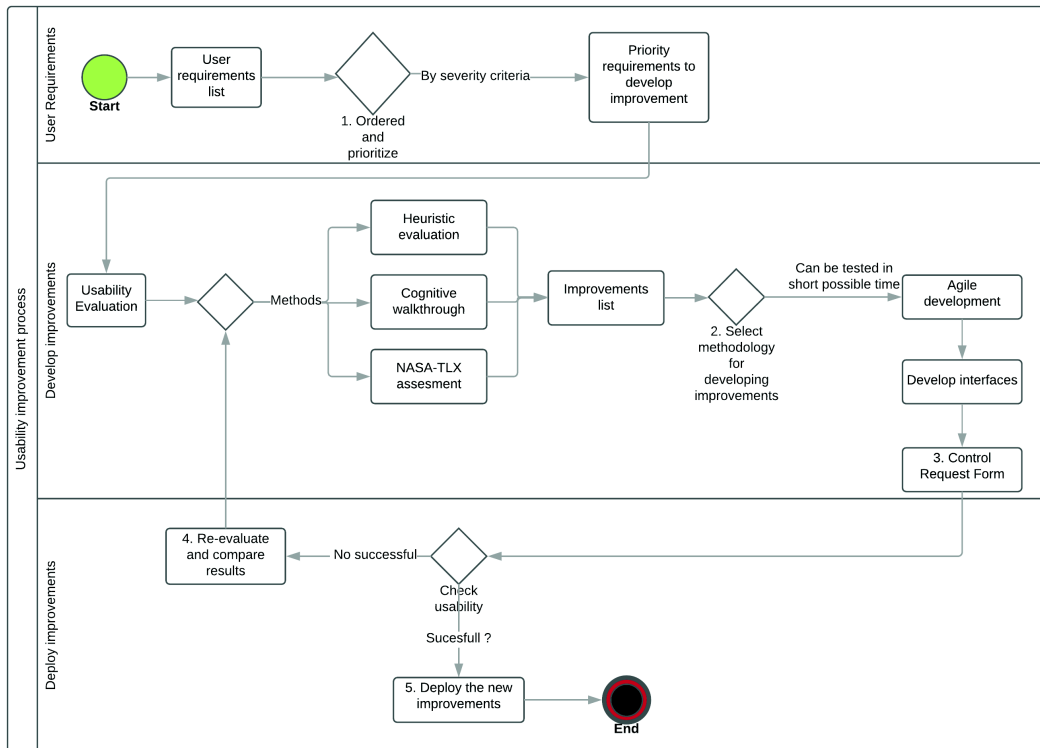 Usability improvement process
User Requirements
Start
User
requirements
list
1. Ordered
and
prioritize
By severity criteria
Priority
requirements to
develop
improvement
Develop improvements
Usability
Evaluation
Methods
Heuristic
evaluation
Cognitive
walkthrough
NASA-TLX
assesment
Improvements
list
2. Select
methodology
for
developing
improvements
Can be tested in
short possible time
Agile
development
Develop interfaces
3. Control
Request Form
Deploy improvements
4. Re-evaluate
and compare
results
No successful
Check
usability
Sucesfull ?
5. Deploy the new
improvements
End